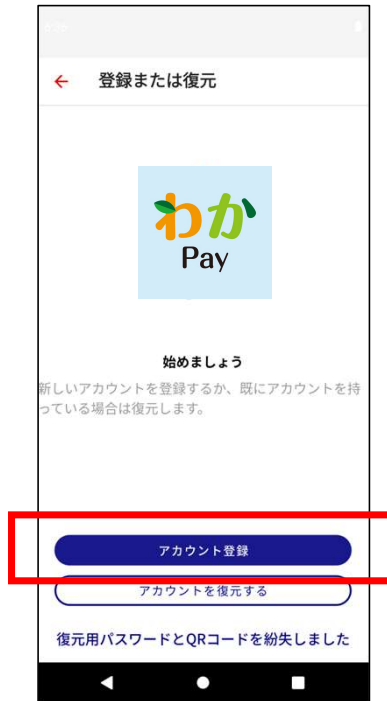 登録または復元
わか
Pay
始めましょう
新しいアカウントを登録するか、既にアカウントを持
っている場合は復元します。
アカウント登録
アカウントを復元する
復元用パスワードとQRコードを紛失しました